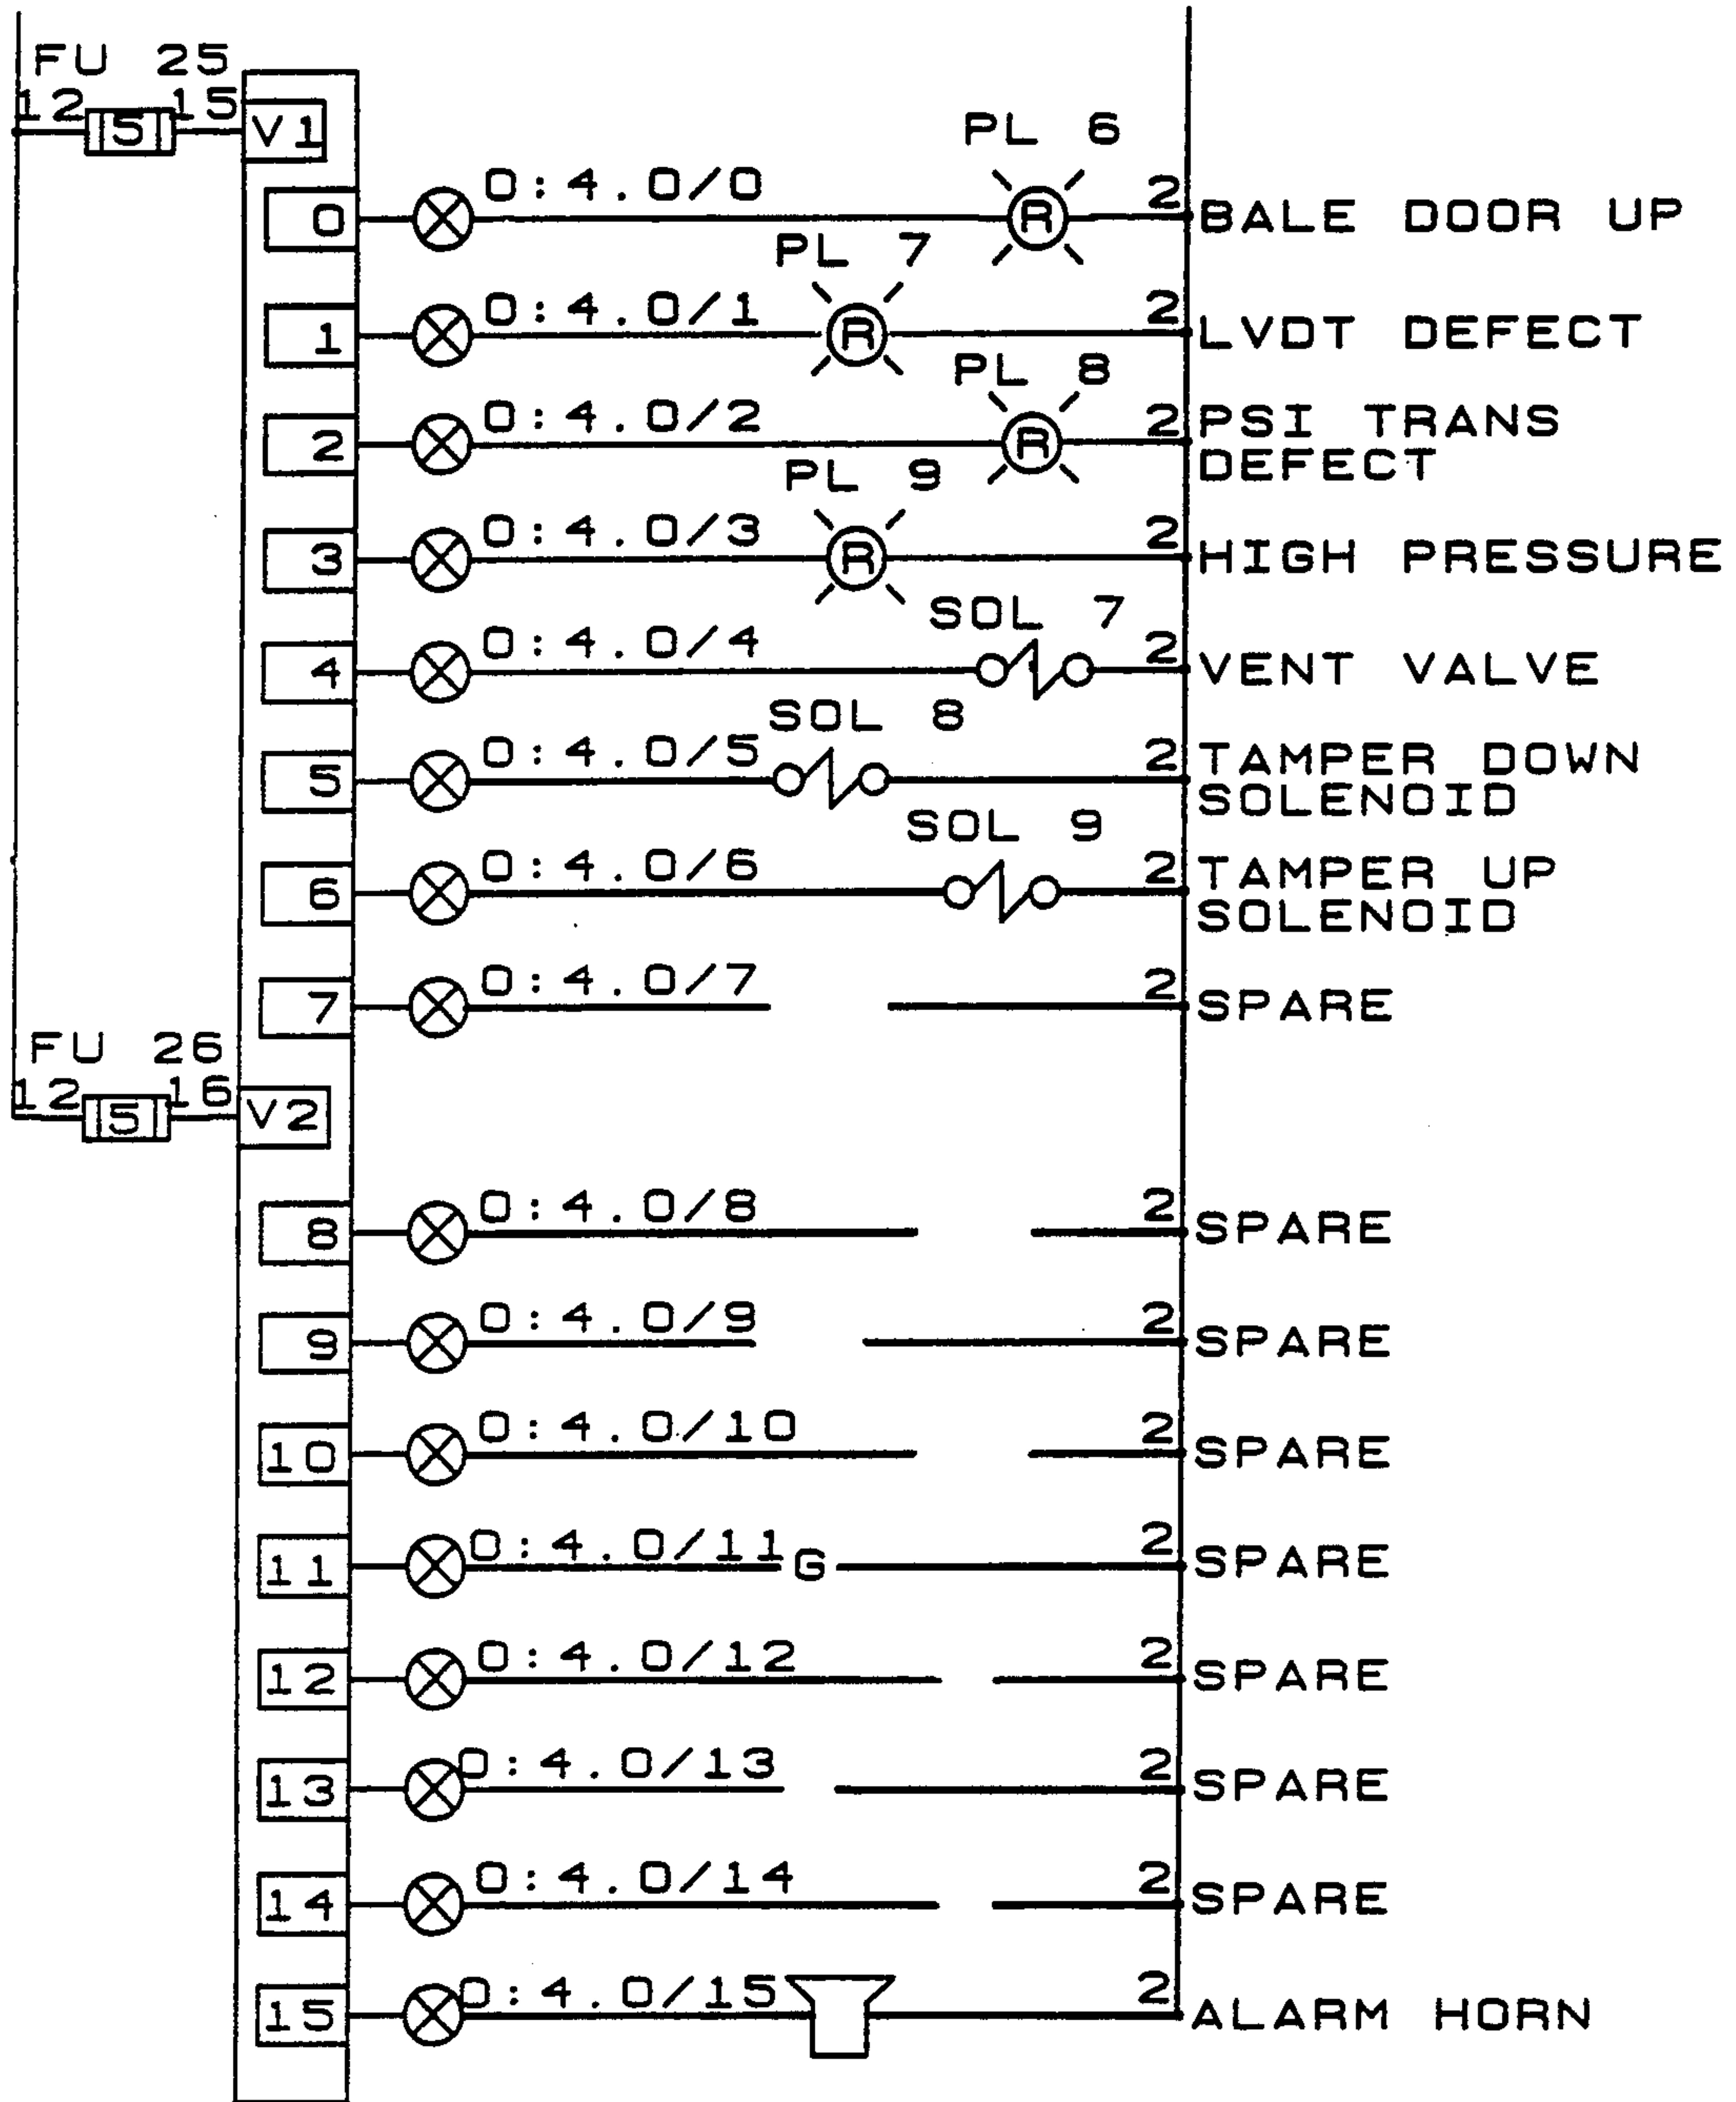 FU 25
12 5 15 V1
PL 6
0 O:4.0/0 R 2 BALE DOOR UP
PL 7
1 O:4.0/1 R 2 LVDT DEFECT
PL 8
2 O:4.0/2 R 2 PSI TRANS
DEFECT
PL 9
3 O:4.0/3 R 2 HIGH PRESSURE
SOL 7
4 O:4.0/4 2 VENT VALVE
SOL 8
5 O:4.0/5 2 TAMPER DOWN
SOLENOID
SOL 9
6 O:4.0/6 2 TAMPER UP
SOLENOID
7 O:4.0/7 2 SPARE
FU 26
12 5 16 V2
8 O:4.0/8 2 SPARE
9 O:4.0/9 2 SPARE
10 O:4.0/10 2 SPARE
11 O:4.0/11 G 2 SPARE
12 O:4.0/12 2 SPARE
13 O:4.0/13 2 SPARE
14 O:4.0/14 2 SPARE
15 O:4.0/15 2 ALARM HORN